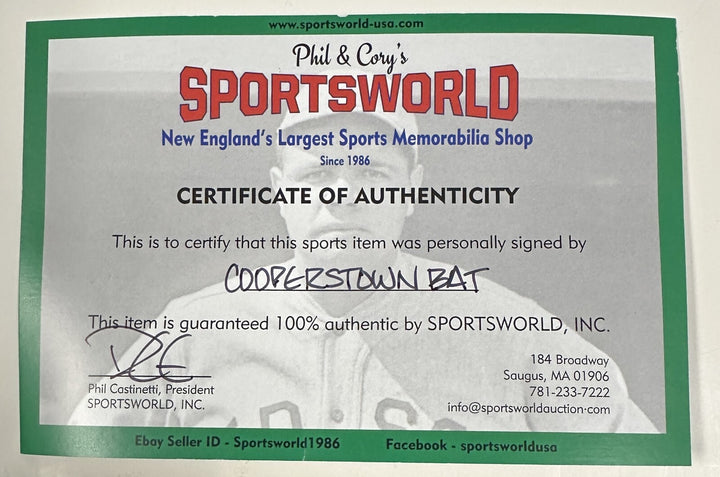 www.sportsworld-usa.com
Phil & Cory's
SPORTSWORLD
New England's Largest Sports Memorabilia Shop
Since 1986
CERTIFICATE OF AUTHENTICITY
This is to certify that this sports item was personally signed by
COOPERSTOWN BAT
This item is guaranteed 100% authentic by SPORTSWORLD, INC.
Phil Castinetti, President
SPORTSWORLD, INC.
184 Broadway
Saugus, MA 01906
781-233-7222
info@sportsworldauction.com
Ebay Seller ID - Sportsworld1986
Facebook - sportsworldusa